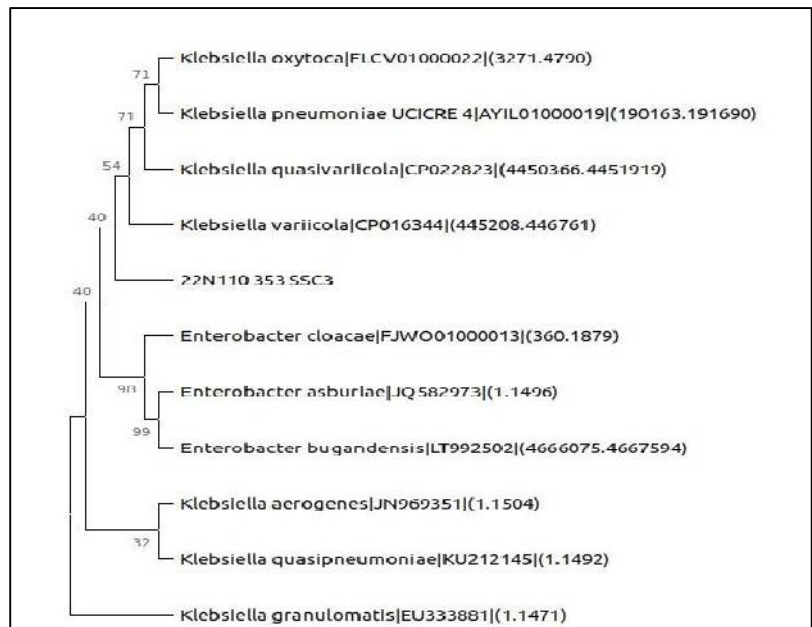 Klebsiella oxytoca|FLCV01000022|(3271.4790)
71
Klebsiella pneumoniae UCICRE 4|AYIL01000019|(190163.191690)
71
Klebsiella quasivariicola|CP022823|(4450366.4451919)
54
Klebsiella variicola|CP016344|(445208.446761)
40
22N110 353 SSC3
40
Enterobacter cloacae|FJWO01000013|(360.1879)
98
Enterobacter asburiae|JQ582973|(1.1496)
99
Enterobacter bugandensis|LT992502|(4666075.4667594)
Klebsiella aerogenes|JN969351|(1.1504)
32
Klebsiella quasipneumoniae|KU212145|(1.1492)
Klebsiella granulomatis|EU333881|(1.1471)